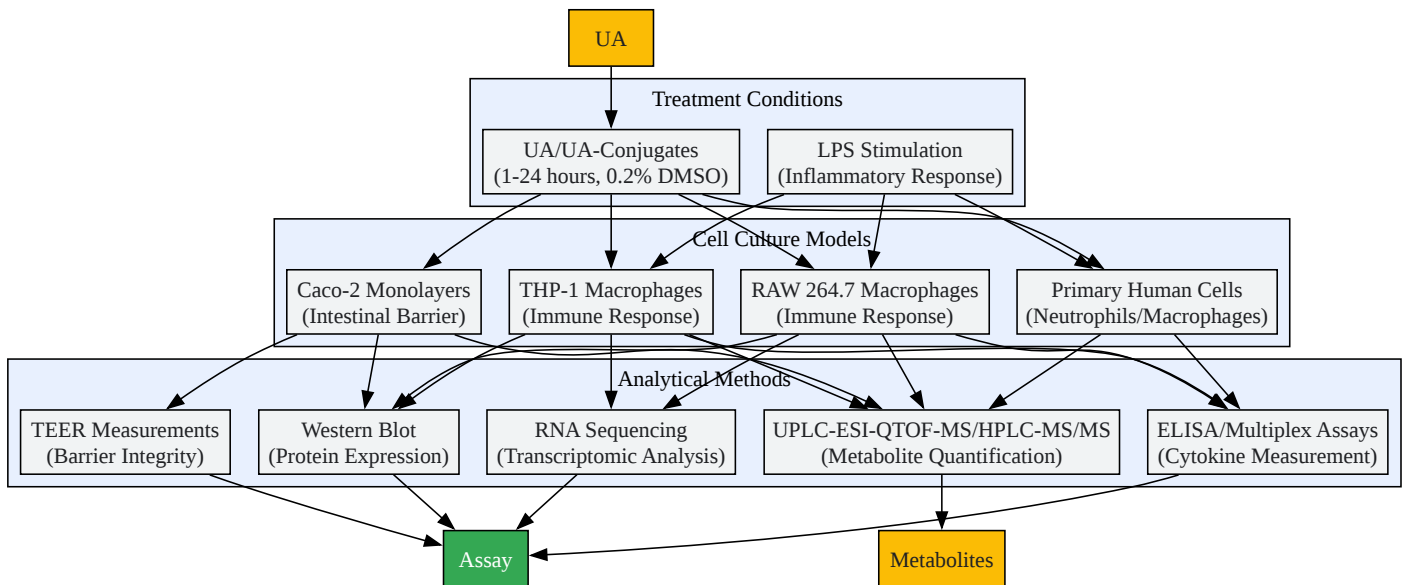 UA
Treatment Conditions
UA/UA-Conjugates
(1-24 hours, 0.2% DMSO)
LPS Stimulation
(Inflammatory Response)
Cell Culture Models
Caco-2 Monolayers
(Intestinal Barrier)
THP-1 Macrophages
(Immune Response)
RAW 264.7 Macrophages
(Immune Response)
Primary Human Cells
(Neutrophils/Macrophages)
Analytical Methods
TEER Measurements
(Barrier Integrity)
Western Blot
(Protein Expression)
RNA Sequencing
(Transcriptomic Analysis)
UPLC-ESI-QTOF-MS/HPLC-MS/MS
(Metabolite Quantification)
ELISA/Multiplex Assays
(Cytokine Measurement)
Assay
Metabolites